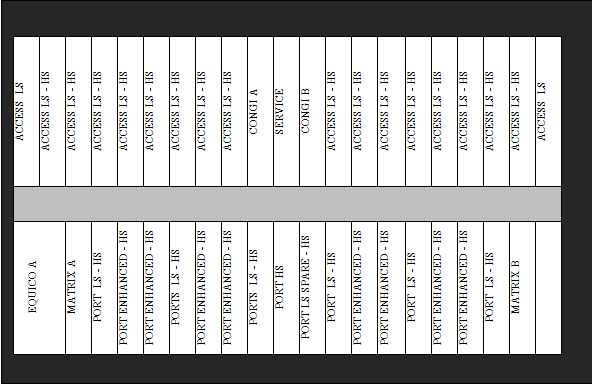 ACCESS LS
ACCESS LS - HS
ACCESS LS - HS
ACCESS LS - HS
ACCESS LS - HS
ACCESS LS - HS
ACCESS LS - HS
ACCESS LS - HS
ACCESS LS - HS
CONGI A
SERVICE
CONGI B
ACCESS LS - HS
ACCESS LS - HS
ACCESS LS - HS
ACCESS LS - HS
ACCESS LS - HS
ACCESS LS - HS
ACCESS LS - HS
ACCESS LS - HS
ACCESS LS
EQUICO A
MATRIX A
PORT LS - HS
PORT ENHANCED - HS
PORT ENHANCED - HS
PORTS LS - HS
PORT ENHANCED - HS
PORT ENHANCED - HS
PORTS LS - HS
PORT HS
PORT LS SPARE - HS
PORT LS - HS
PORT ENHANCED - HS
PORT ENHANCED - HS
PORT LS - HS
PORT ENHANCED - HS
PORT ENHANCED - HS
PORT LS - HS
MATRIX B